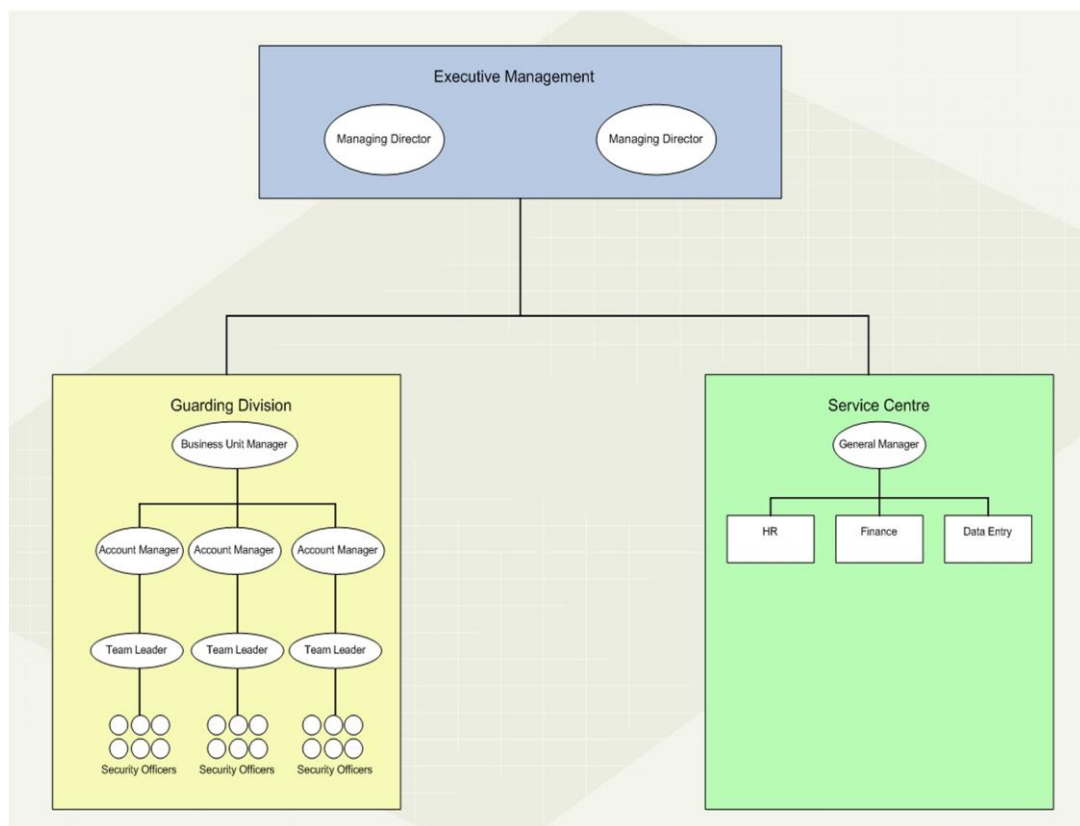 Executive Management
Managing Director
Managing Director
Guarding Division
Business Unit Manager
Account Manager
Account Manager
Account Manager
Team Leader
Team Leader
Team Leader
Security Officers
Security Officers
Security Officers
Service Centre
General Manager
HR
Finance
Data Entry